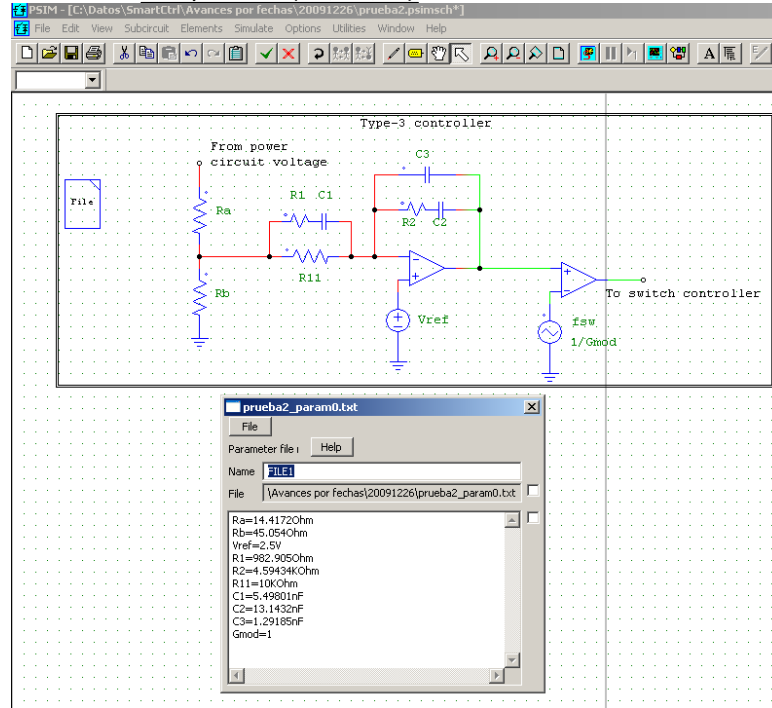 PSIM - [C:\Datos\SmartCtrl\Avances por fechas\20091226\prueba2.psimsch*]
File Edit View Subcircuit Elements Simulate Options Utilities Window Help
Type-3 controller
From power
circuit voltage
File
Ra
R1 C1
C3
R2 C2
R11
Rb
Vref
To switch controller
fsw
1/Gmod
prueba2_param0.txt
File
Parameter file
Help
Name FILE1
File \Avances por fechas\20091226\prueba2_param0.txt
Ra=14.4172Ohm
Rb=45.054Ohm
Vref=2.5V
R1=982.905Ohm
R2=4.59434KOhm
R11=10KOhm
C1=5.49801nF
C2=13.1432nF
C3=1.29185nF
Gmod=1